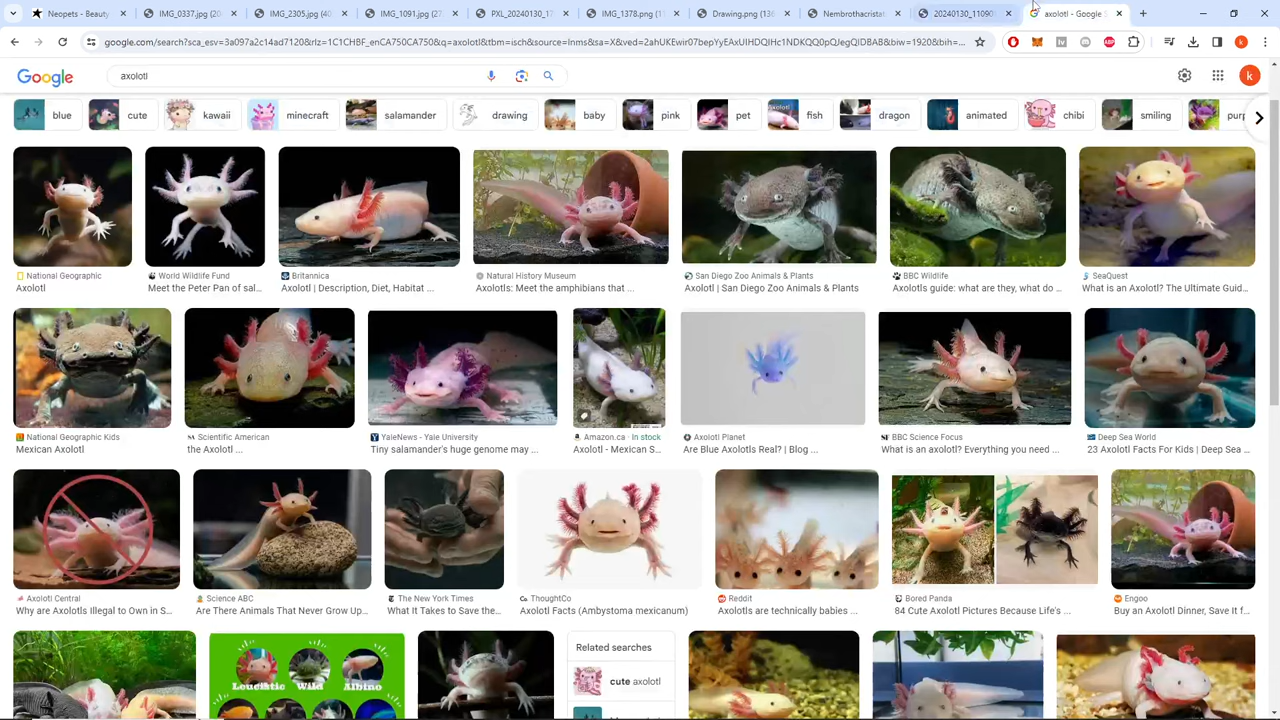 Neopets - Beauty
IMG_0337.jpg (22
IMG_2305.jpg (40
IMG_1091.jpg (27
PXL_20240130_17
IMG_1378.png (11
Drawing.png (136
Nembrothacrista
20240130_11090
axolotl - Google S
google.com/search?sca_esv=3a097a2c14ad7120&rlz=1CCHBF_enCA750CA750&q=axolotl&tbm=isch&source=lnms&sa=X&ved=2ahUKEwir07bepYyEAxUIHDQIHc1NDKQQ0pQJegQIDBAB&biw=1920&bih=...
Google
axolotl
blue
cute
kawaii
minecraft
salamander
drawing
baby
pink
pet
fish
dragon
animated
chibi
smiling
purp
National Geographic
Axolotl
World Wildlife Fund
Meet the Peter Pan of sal...
Britannica
Axolotl | Description, Diet, Habitat ...
Natural History Museum
Axolotls: Meet the amphibians that ...
San Diego Zoo Animals & Plants
Axolotl | San Diego Zoo Animals & Plants
BBC Wildlife
Axolotls guide: what are they, what do ...
SeaQuest
What is an Axolotl? The Ultimate Guid...
National Geographic Kids
Mexican Axolotl
Scientific American
the Axolotl ...
YaleNews - Yale University
Tiny salamander's huge genome may ...
Amazon.ca · In stock
Axolotl - Mexican S...
Axolotl Planet
Are Blue Axolotls Real? | Blog ...
BBC Science Focus
What is an axolotl? Everything you need ...
Deep Sea World
23 Axolotl Facts For Kids | Deep Sea ...
Axolotl Central
Why are Axolotls Illegal to Own in S...
Science ABC
Are There Animals That Never Grow Up...
The New York Times
What It Takes to Save the...
ThoughtCo
Axolotl Facts (Ambystoma mexicanum)
Reddit
Axolotls are technically babies ...
Bored Panda
84 Cute Axolotl Pictures Because Life's ...
Engoo
Buy an Axolotl Dinner, Save It f...
Leucistic Wild Albino
Related searches
cute axolotl